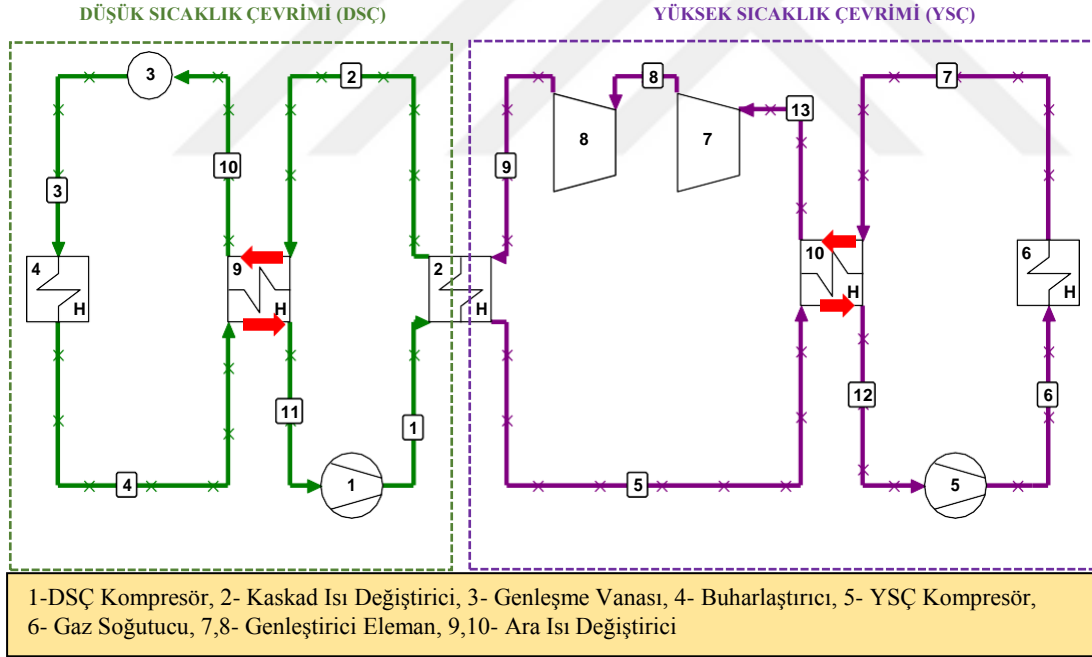 DÜŞÜK SICAKLIK ÇEVRİMİ (DSÇ)
YÜKSEK SICAKLIK ÇEVRİMİ (YSÇ)
3
2
8
7
8
7
13
10
9
3
4
H
9
H
2
H
10
H
6
H
11
1
12
6
4
1
5
5
1-DSÇ Kompresör, 2- Kaskad Isı Değiştirici, 3- Genleşme Vanası, 4- Buharlaştırıcı, 5- YSÇ Kompresör,
6- Gaz Soğutucu, 7,8- Genleştirici Eleman, 9,10- Ara Isı Değiştirici